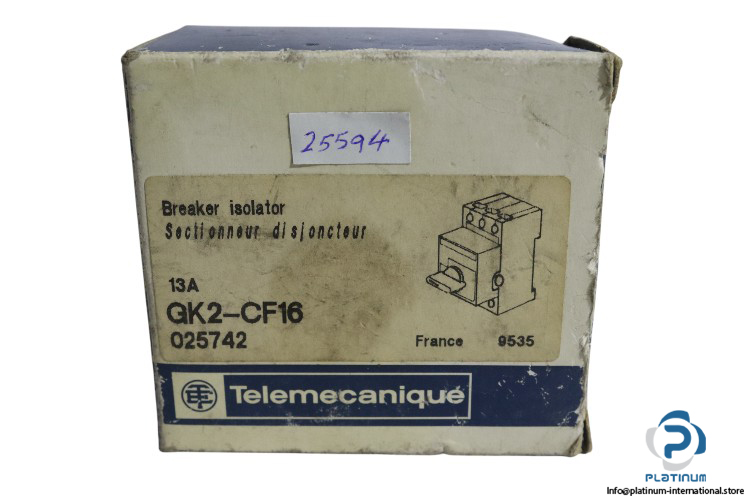 25594
Breaker isolator
Sectionneur disjoncteur
13A
GK2-CF16
025742
France 9535
Telemecanique
PLATINUM
Info@platinum-international.store